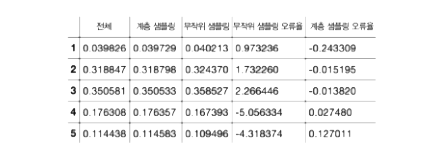 전체 계층 샘플링 무작위 샘플링 무작위 샘플링 오류율 계층 샘플링 오류율
1 0.039826 0.039729 0.040213 0.973236 -0.243309
2 0.318847 0.318798 0.324370 1.732260 -0.015195
3 0.350581 0.350533 0.358527 2.266446 -0.013820
4 0.176308 0.176357 0.167393 -5.056334 0.027480
5 0.114438 0.114583 0.109496 -4.318374 0.127011